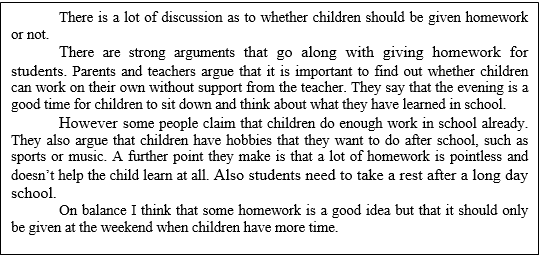 There is a lot of discussion as to whether children should be given homework
or not.
There are strong arguments that go along with giving homework for
students. Parents and teachers argue that it is important to find out whether children
can work on their own without support from the teacher. They say that the evening is a
good time for children to sit down and think about what they have learned in school.
However some people claim that children do enough work in school already.
They also argue that children have hobbies that they want to do after school, such as
sports or music. A further point they make is that a lot of homework is pointless and
doesn't help the child learn at all. Also students need to take a rest after a long day
school.
On balance I think that some homework is a good idea but that it should only
be given at the weekend when children have more time.